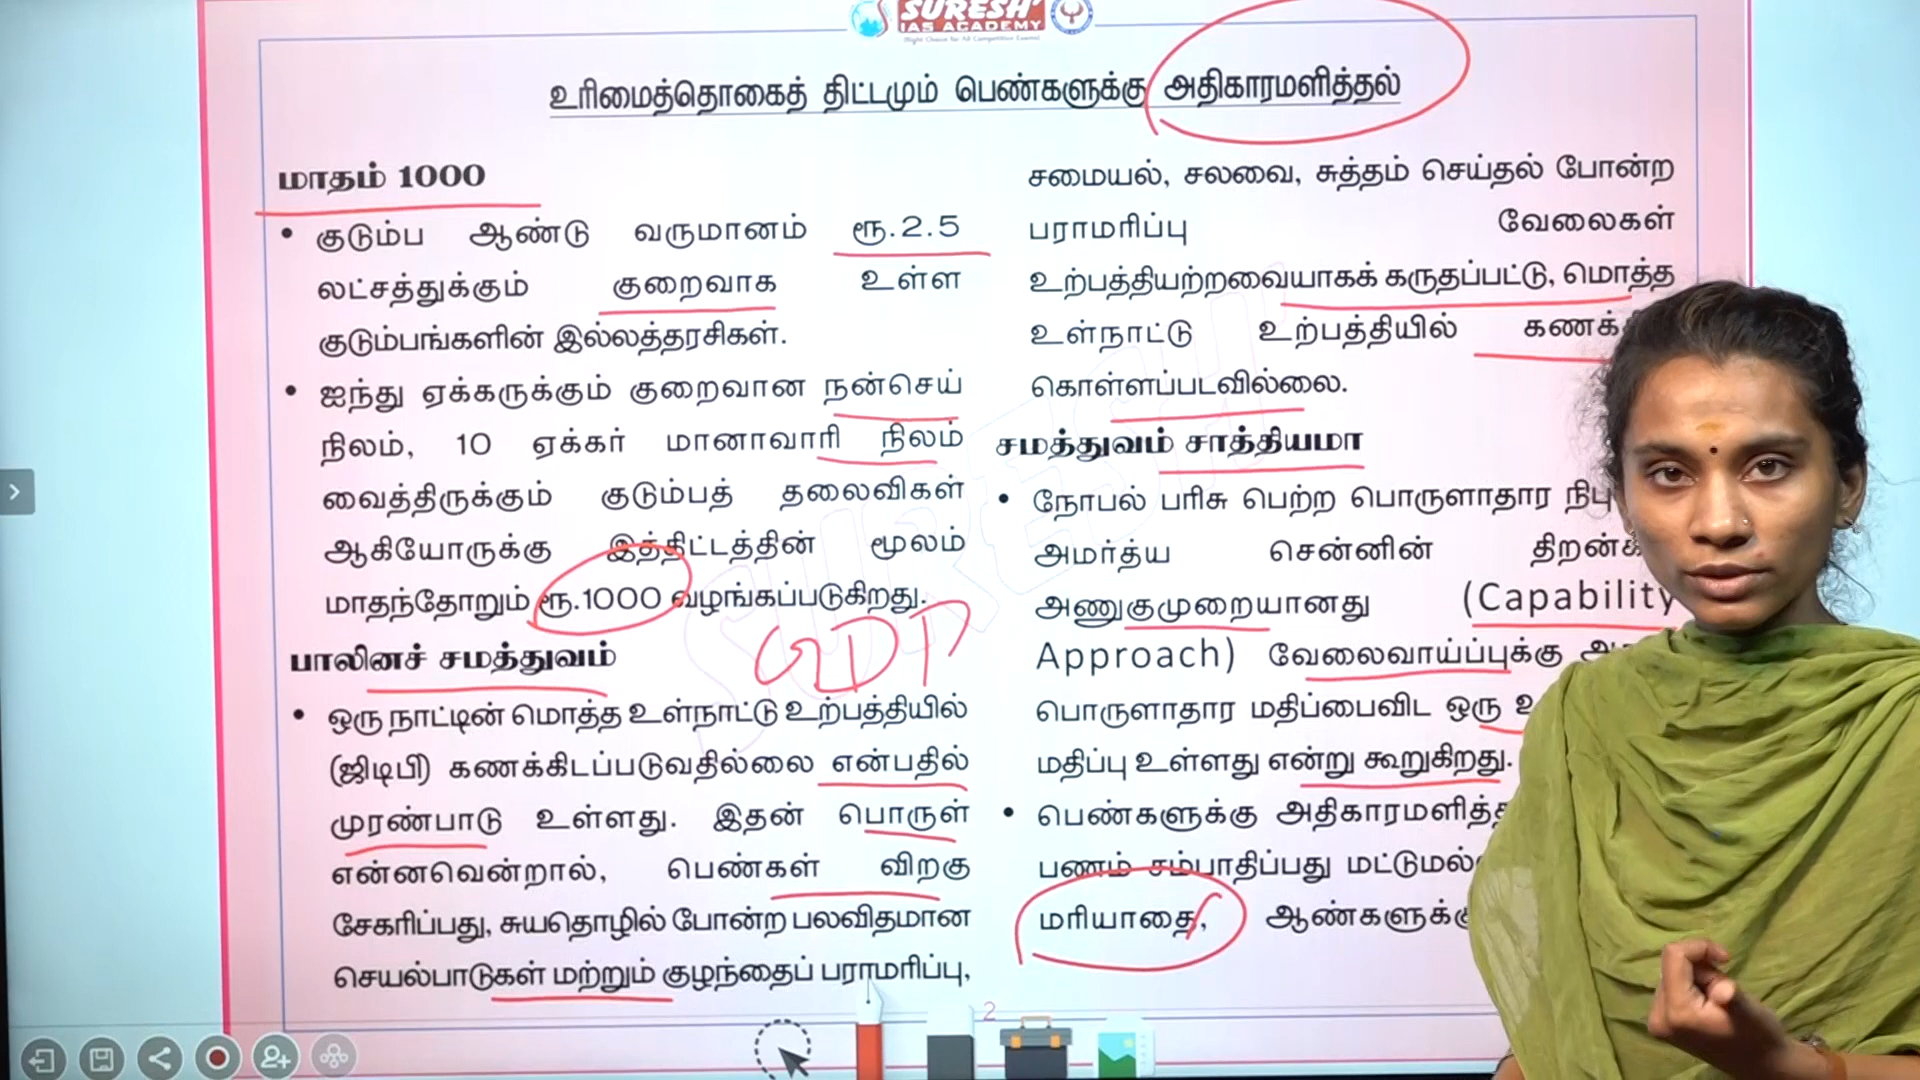 SURESH'
IAS ACADEMY
உரிமைத்தொகைத் திட்டமும் பெண்களுக்கு அதிகாரமளித்தல்
மாதம் 1000
• குடும்ப ஆண்டு வருமானம் ரூ.2.5
லட்சத்துக்கும் குறைவாக உள்ள
குடும்பங்களின் இல்லத்தரசிகள்.
• ஐந்து ஏக்கருக்கும் குறைவான நன்செய்
நிலம், 10 ஏக்கர் மானாவாரி நிலம்
வைத்திருக்கும் குடும்பத் தலைவிகள்
ஆகியோருக்கு இத்திட்டத்தின் மூலம்
மாதந்தோறும் ரூ.1000 வழங்கப்படுகிறது.
GDP
பாலினச் சமத்துவம்
• ஒரு நாட்டின் மொத்த உள்நாட்டு உற்பத்தியில்
(ஜிடிபி) கணக்கிடப்படுவதில்லை என்பதில்
முரண்பாடு உள்ளது. இதன் பொருள்
என்னவென்றால், பெண்கள் விறகு
சேகரிப்பது, சுயதொழில் போன்ற பலவிதமான
செயல்பாடுகள் மற்றும் குழந்தைப் பராமரிப்பு,
சமையல், சலவை, சுத்தம் செய்தல் போன்ற
பராமரிப்பு வேலைகள்
உற்பத்தியற்றவையாகக் கருதப்பட்டு, மொத்த
உள்நாட்டு உற்பத்தியில்
கொள்ளப்படவில்லை.
சமத்துவம் சாத்தியமா
• நோபல் பரிசு பெற்ற பொருளாதார
அமர்த்ய சென்னின்
அணுகுமுறையானது (Capability
Approach) வேலைவாய்ப்புக்கு
பொருளாதார மதிப்பைவிட ஒரு
மதிப்பு உள்ளது என்று கூறுகிறது.
• பெண்களுக்கு
பணம் சம்பாதிப்பது
மரியாதை,
2
SURESH